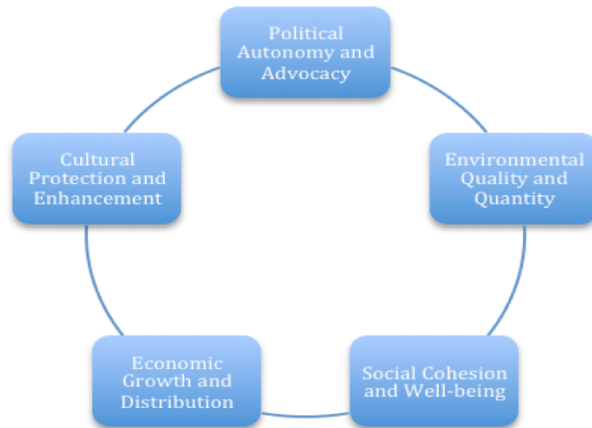 Political
Autonomy and
Advocacy
Environmental
Quality and
Quantity
Social Cohesion
and Well-being
Economic
Growth and
Distribution
Cultural
Protection and
Enhancement